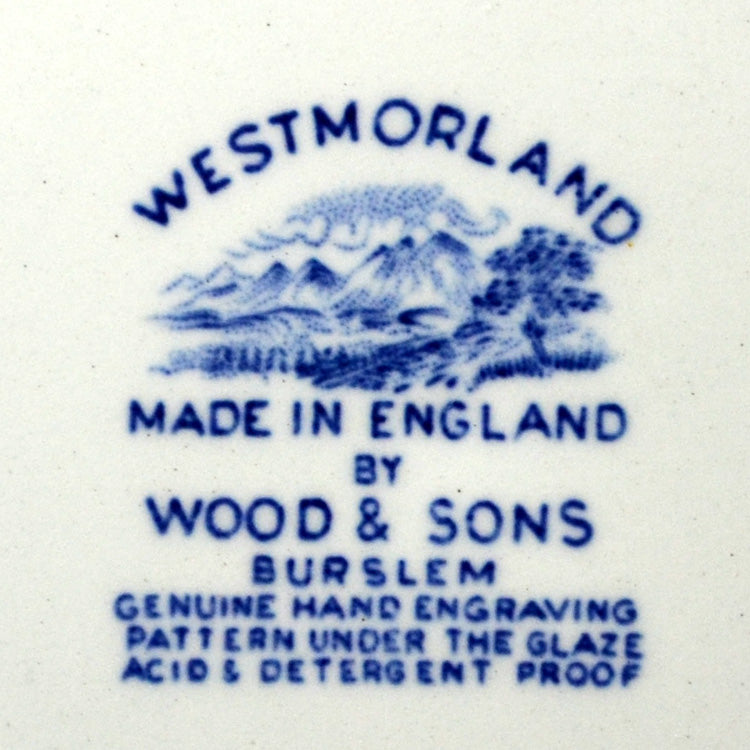 WESTMORLAND
MADE IN ENGLAND
BY
WOOD & SONS
BURSLEM
GENUINE HAND ENGRAVING
PATTERN UNDER THE GLAZE
ACID & DETERGENT PROOF